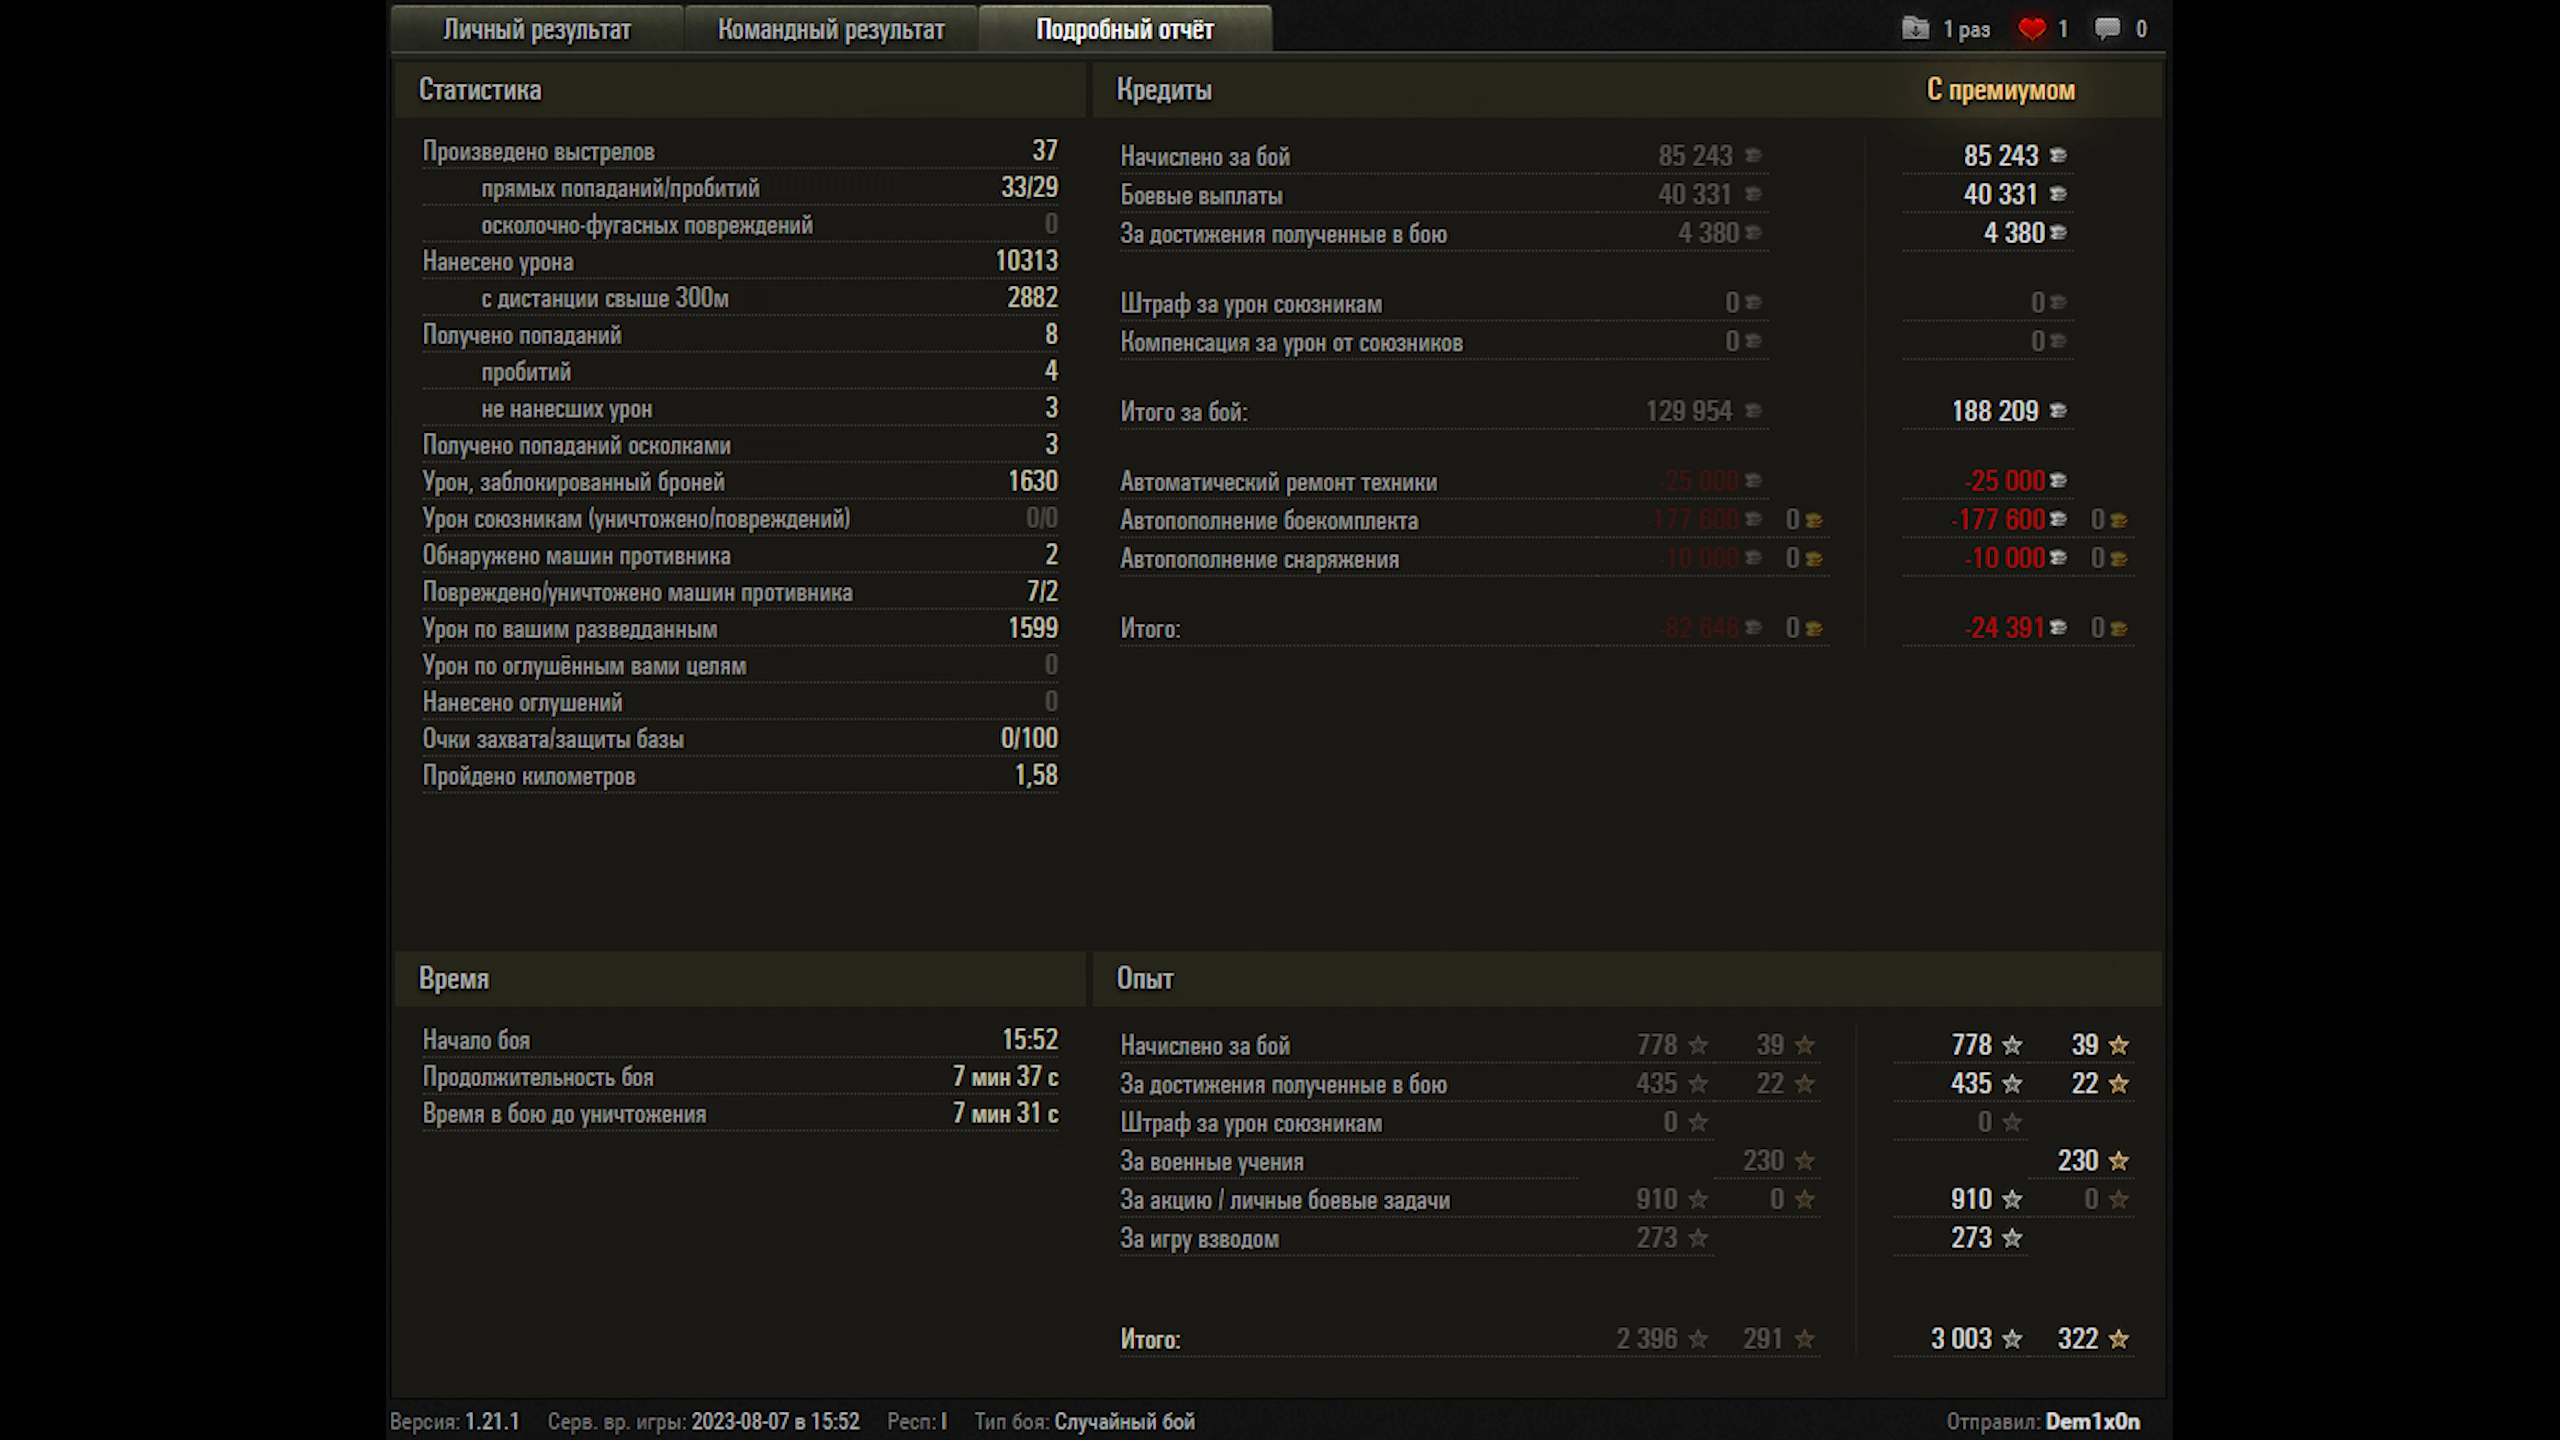 Личный результат Командный результат Подробный отчёт 1 раз 1 0
Статистика
Произведено выстрелов 37
прямых попаданий/пробитий 33/29
осколочно-фугасных повреждений 0
Нанесено урона 10313
с дистанции свыше 300м 2882
Получено попаданий 8
пробитий 4
не нанесших урон 3
Получено попаданий осколками 3
Урон, заблокированный броней 1630
Урон союзникам (уничтожено/повреждений) 0/0
Обнаружено машин противника 2
Повреждено/уничтожено машин противника 7/2
Урон по вашим разведданным 1599
Урон по оглушённым вами целям 0
Нанесено оглушений 0
Очки захвата/защиты базы 0/100
Пройдено километров 1,58
Кредиты С премиумом
Начислено за бой 85 243 85 243
Боевые выплаты 40 331 40 331
За достижения полученные в бою 4 380 4 380
Штраф за урон союзникам 0 0
Компенсация за урон от союзников 0 0
Итого за бой: 129 954 188 209
Автоматический ремонт техники -25 000 -25 000
Автопополнение боекомплекта -177 600 0 -177 600 0
Автопополнение снаряжения -10 000 0 -10 000 0
Итого: -82 646 0 -24 391 0
Время
Начало боя 15:52
Продолжительность боя 7 мин 37 с
Время в бою до уничтожения 7 мин 31 с
Опыт
Начислено за бой 778 39 778 39
За достижения полученные в бою 435 22 435 22
Штраф за урон союзникам 0 0
За военные учения 230 230
За акцию / личные боевые задачи 910 0 910 0
За игру взводом 273 273
Итого: 2 396 291 3 003 322
Версия: 1.21.1 Серв. вр. игры: 2023-08-07 в 15:52 Респ: I Тип боя: Случайный бой Отправил: Dem1x0n